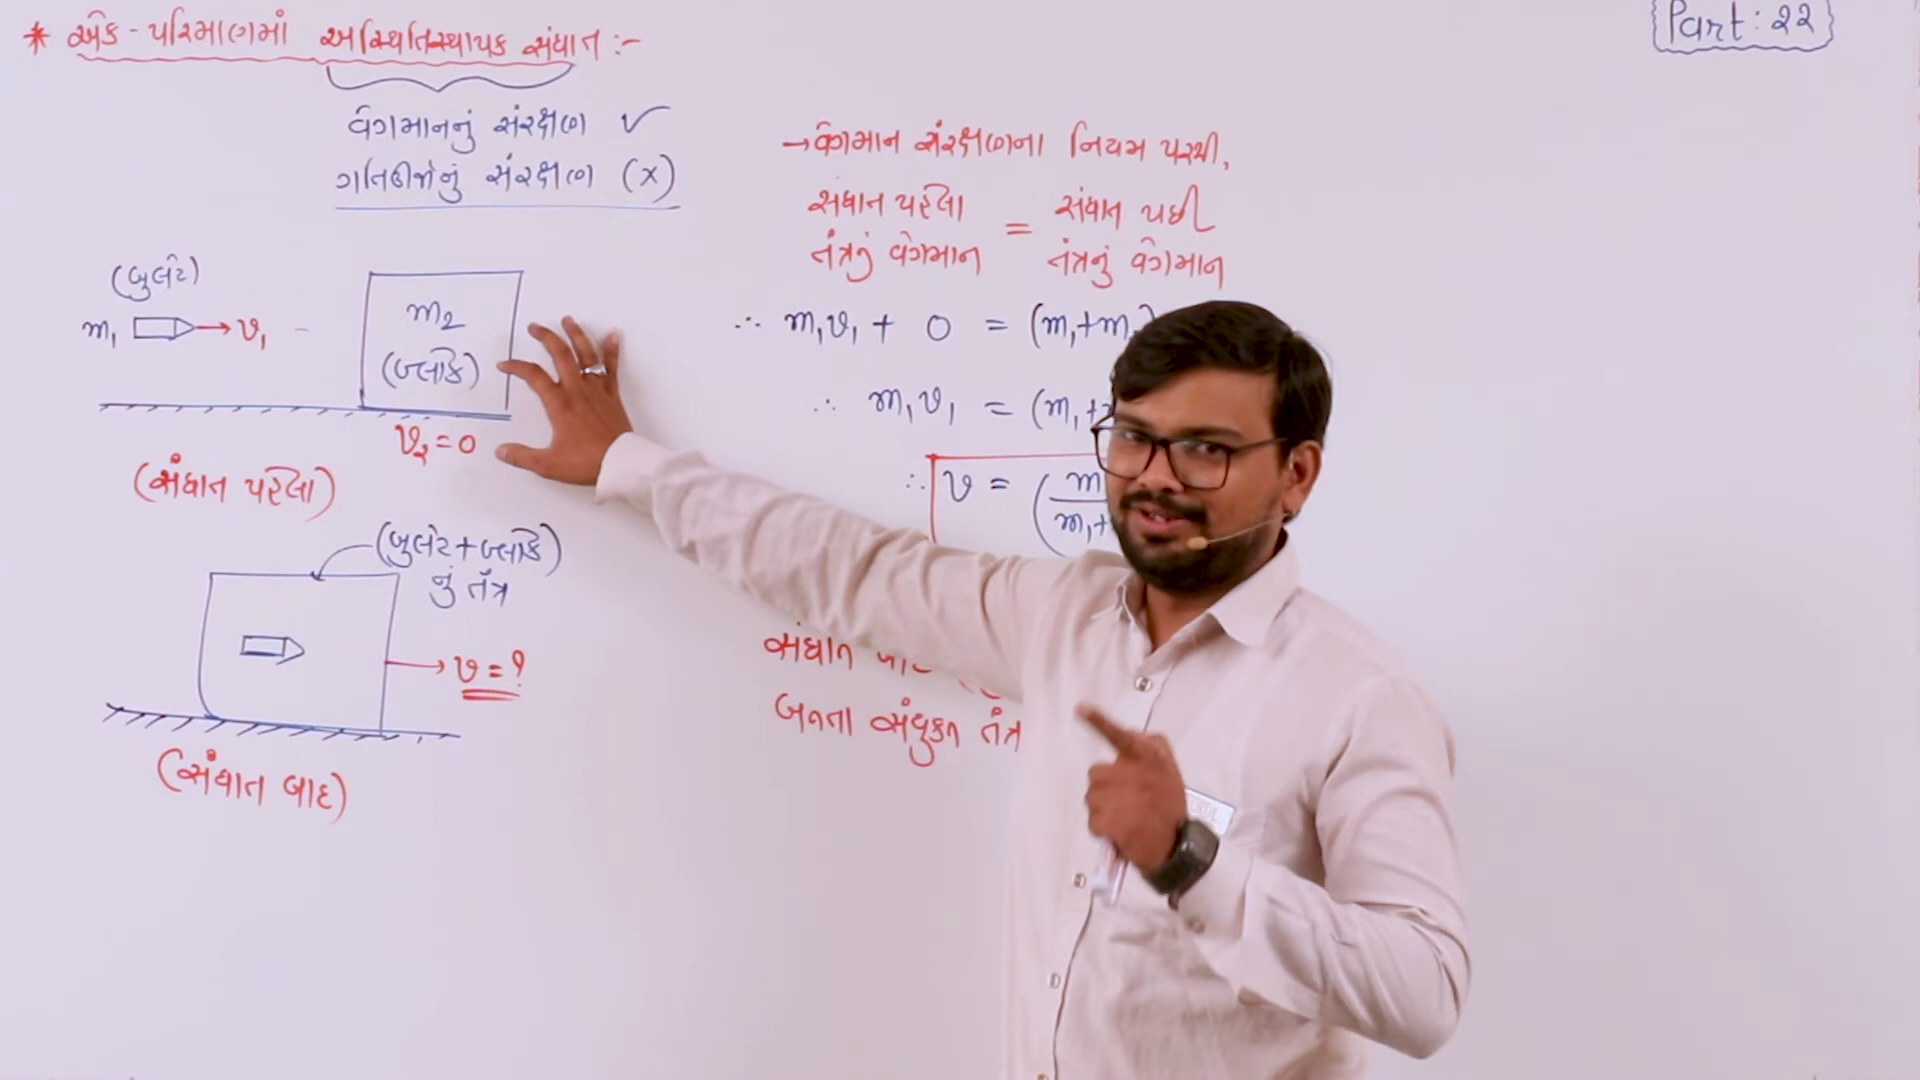 * એક - પરિમાણમાં અસ્થિતિસ્થાપક સંઘાત :-
વેગમાનનું સંરક્ષણ ✓
ગતિઊર્જાનું સંરક્ષણ (x)
(બુલેટ)
m₁ → v₁
m₂
(બ્લોક)
v₂ = 0
(સંઘાત પહેલા)
(બુલેટ + બ્લોક)
નું તંત્ર
→ v = ?
(સંઘાત બાદ)
Part : 22
→ વેગમાન સંરક્ષણના નિયમ પરથી,
સંઘાત પહેલા = સંઘાત પછી
તંત્રનું વેગમાન તંત્રનું વેગમાન
∴ m₁v₁ + 0 = (m₁+m₂)
∴ m₁v₁ = (m₁+
∴ v = (m
m₁+
સંઘાત બાદ
બનતા સંયુક્ત તંત્ર